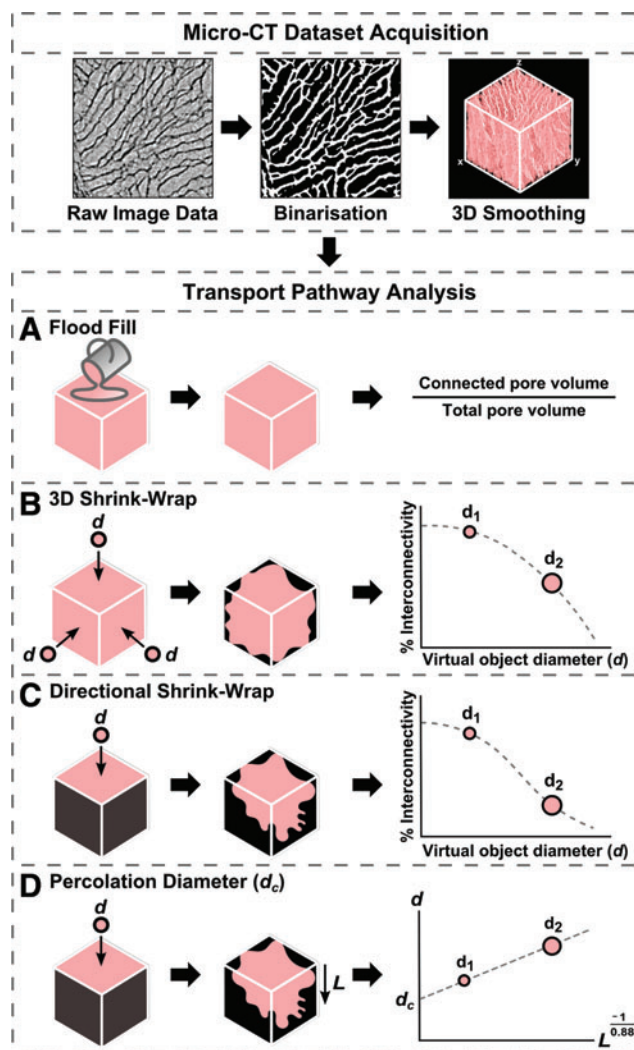 Micro-CT Dataset Acquisition
Raw Image Data
Binarisation
3D Smoothing
z
x
y
Transport Pathway Analysis
A Flood Fill
Connected pore volume
Total pore volume
B 3D Shrink-Wrap
d
d
d
% Interconnectivity
d₁
d₂
Virtual object diameter (d)
C Directional Shrink-Wrap
d
% Interconnectivity
d₁
d₂
Virtual object diameter (d)
D Percolation Diameter (d_c)
d
L
d
d₁
d₂
d_c
L^(-1/0.88)